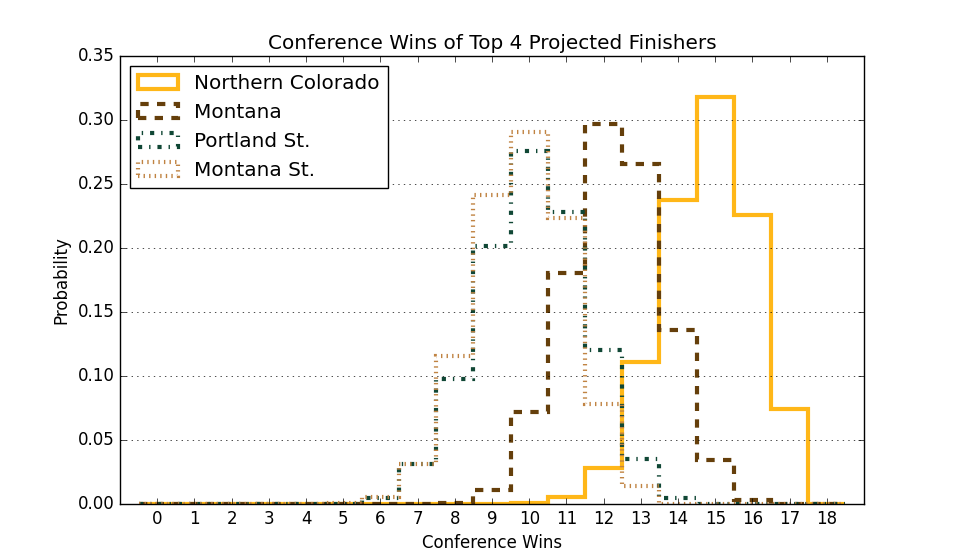 Conference Wins of Top 4 Projected Finishers
0.35
0.30
0.25
0.20
0.15
0.10
0.05
0.00
Probability
Northern Colorado
Montana
Portland St.
Montana St.
0 1 2 3 4 5 6 7 8 9 10 11 12 13 14 15 16 17 18
Conference Wins